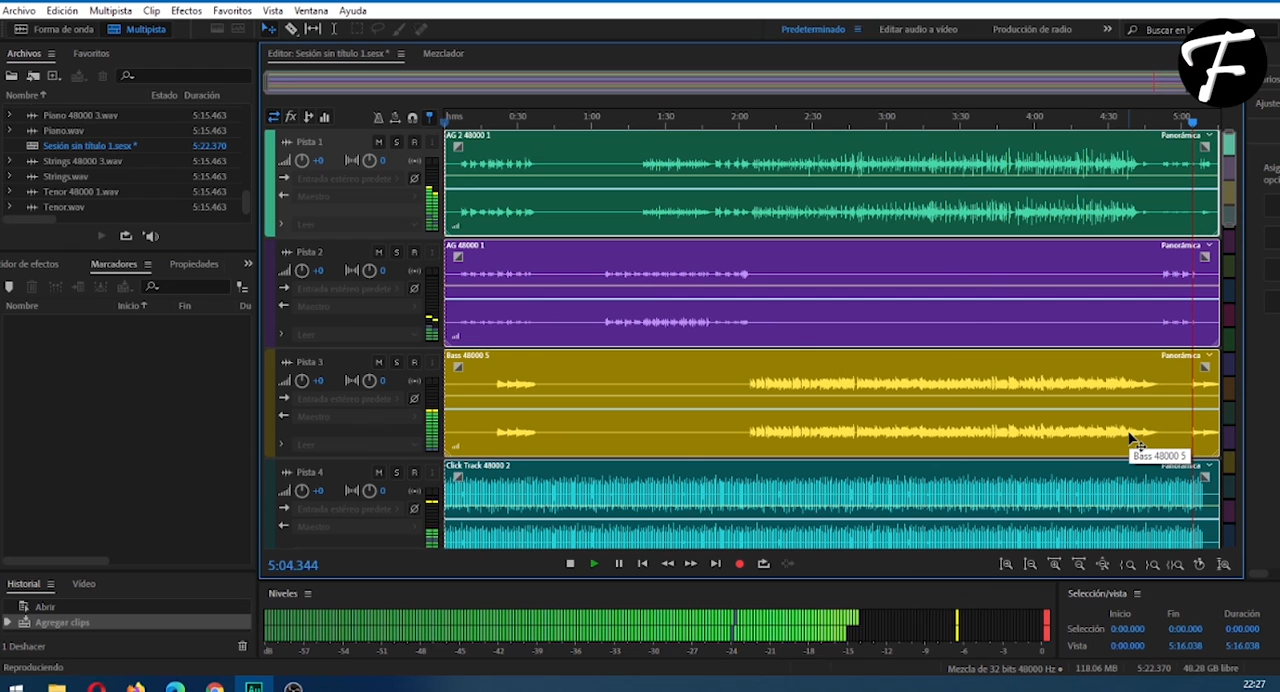 Archivo Edición Multipista Clip Efectos Favoritos Vista Ventana Ayuda
Forma de onda Multipista Predeterminado Editar audio a vídeo Producción de radio Buscar en la
F
Archivos Favoritos
Editor: Sesión sin título 1.sesx * Mezclador
Nombre Estado Duración
Piano 48000 3.wav 5:15.463
Piano.wav 5:15.463
Sesión sin título 1.sesx * 5:22.370
Strings 48000 3.wav 5:15.463
Strings.wav 5:15.463
Tenor 48000 1.wav 5:15.463
Tenor.wav 5:15.463
hms 0:30 1:00 1:30 2:00 2:30 3:00 3:30 4:00 4:30 5:00
AG 2 48000 1 Panorámica
Pista 1 M S R I
+0 0
Entrada estéreo predete
Maestro
Leer
AG 48000 1 Panorámica
Pista 2 M S R I
+0 0
Entrada estéreo predete
Maestro
Leer
Bass 48000 5 Panorámica
Pista 3 M S R I
+0 0
Entrada estéreo predete
Maestro
Leer
Bass 48000 5
Click Track 48000 2 Panorámica
Pista 4 M S R I
+0 0
Entrada estéreo predete
Maestro
idor de efectos Marcadores Propiedades
Nombre Inicio Fin Du
5:04.344
Historial Vídeo
Abrir
Agregar clips
1 Deshacer
Reproduciendo
Niveles
dB -57 -54 -51 -48 -45 -42 -39 -36 -33 -30 -27 -24 -21 -18 -15 -12 -9 -6 -3 0
Selección/vista
Inicio Fin Duración
Selección 0:00.000 0:00.000 0:00.000
Vista 0:00.000 5:16.038 5:16.038
Mezcla de 32 bits 48000 Hz 118.06 MB 5:22.370 48.28 GB libre
Au
22:27